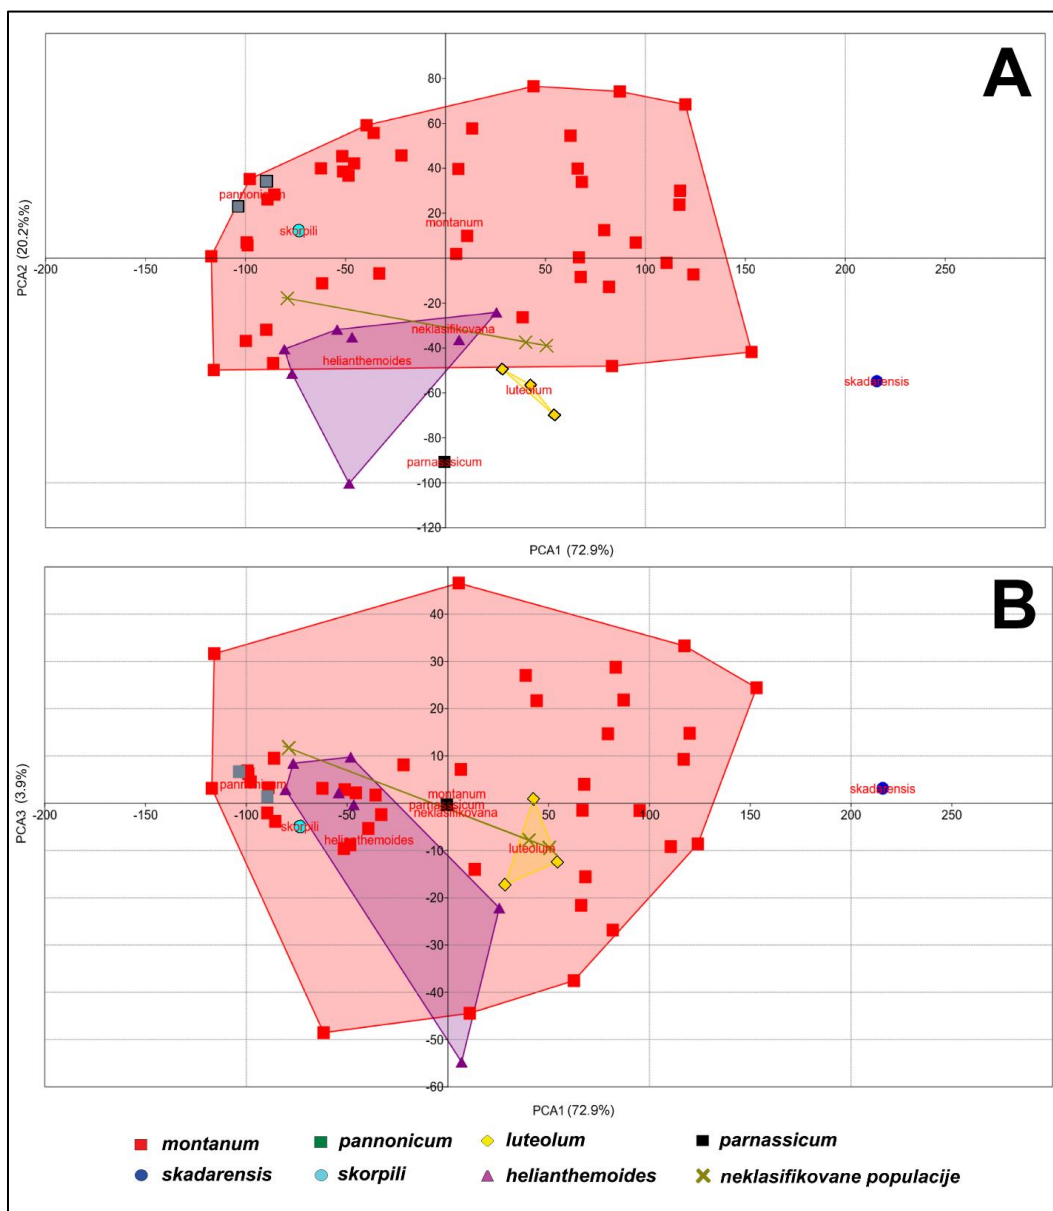 A
80
60
40
pannonicum
20
montanum
skorpili
-200 -150 -100 -50 50 100 150 200 250
PCA2 (20.2%%)
-20
neklasifikovana
-40
helianthemoides
luteolum
skadarensis
-60
-80
parnasssicum
-100
-120
PCA1 (72.9%)
B
40
30
20
10
pannonicum
montanum
parnasssicum
skadarensis
-200 -150 -100 -50 50 100 150 200 250
PCA3 (3.9%)
neklasifikovana
skorpili
helianthemoides
luteolum
-10
-20
-30
-40
-50
-60
PCA1 (72.9%)
montanum pannonicum luteolum parnassicum
skadarensis skorpili helianthemoides neklasifikovane populacije